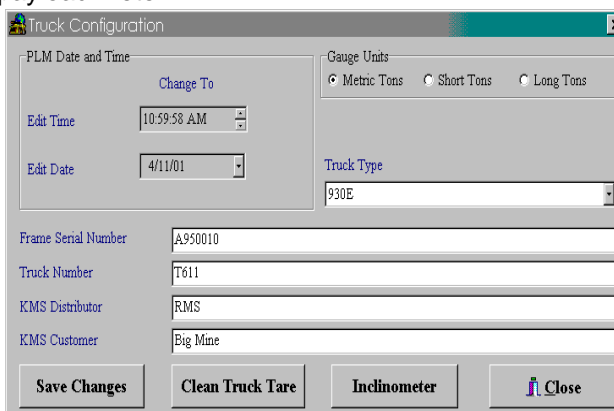 Truck Configuration
PLM Date and Time
Change To
Edit Time
10:59:58 AM
Edit Date
4/11/01
Gauge Units
Metric Tons
Short Tons
Long Tons
Truck Type
930E
Frame Serial Number
A950010
Truck Number
T611
KMS Distributor
RMS
KMS Customer
Big Mine
Save Changes
Clean Truck Tare
Inclinometer
Close